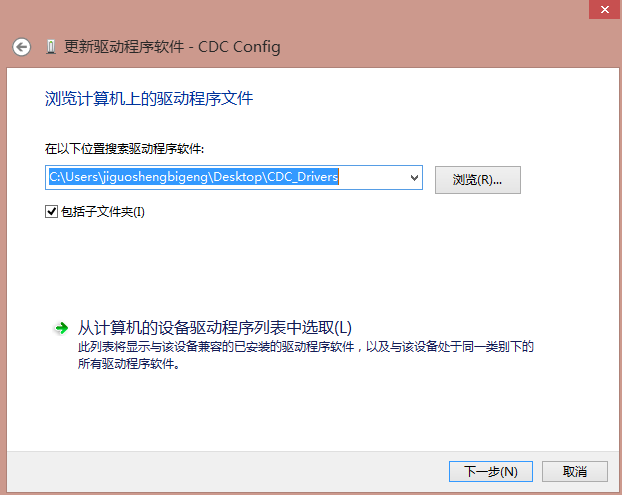 更新驱动程序软件 - CDC Config
浏览计算机上的驱动程序文件
在以下位置搜索驱动程序软件:
C:\Users\jiguoshengbigeng\Desktop\CDC_Drivers
浏览(R)...
包括子文件夹(I)
从计算机的设备驱动程序列表中选取(L)
此列表将显示与该设备兼容的已安装的驱动程序软件，以及与该设备处于同一类别下的
所有驱动程序软件。
下一步(N)
取消